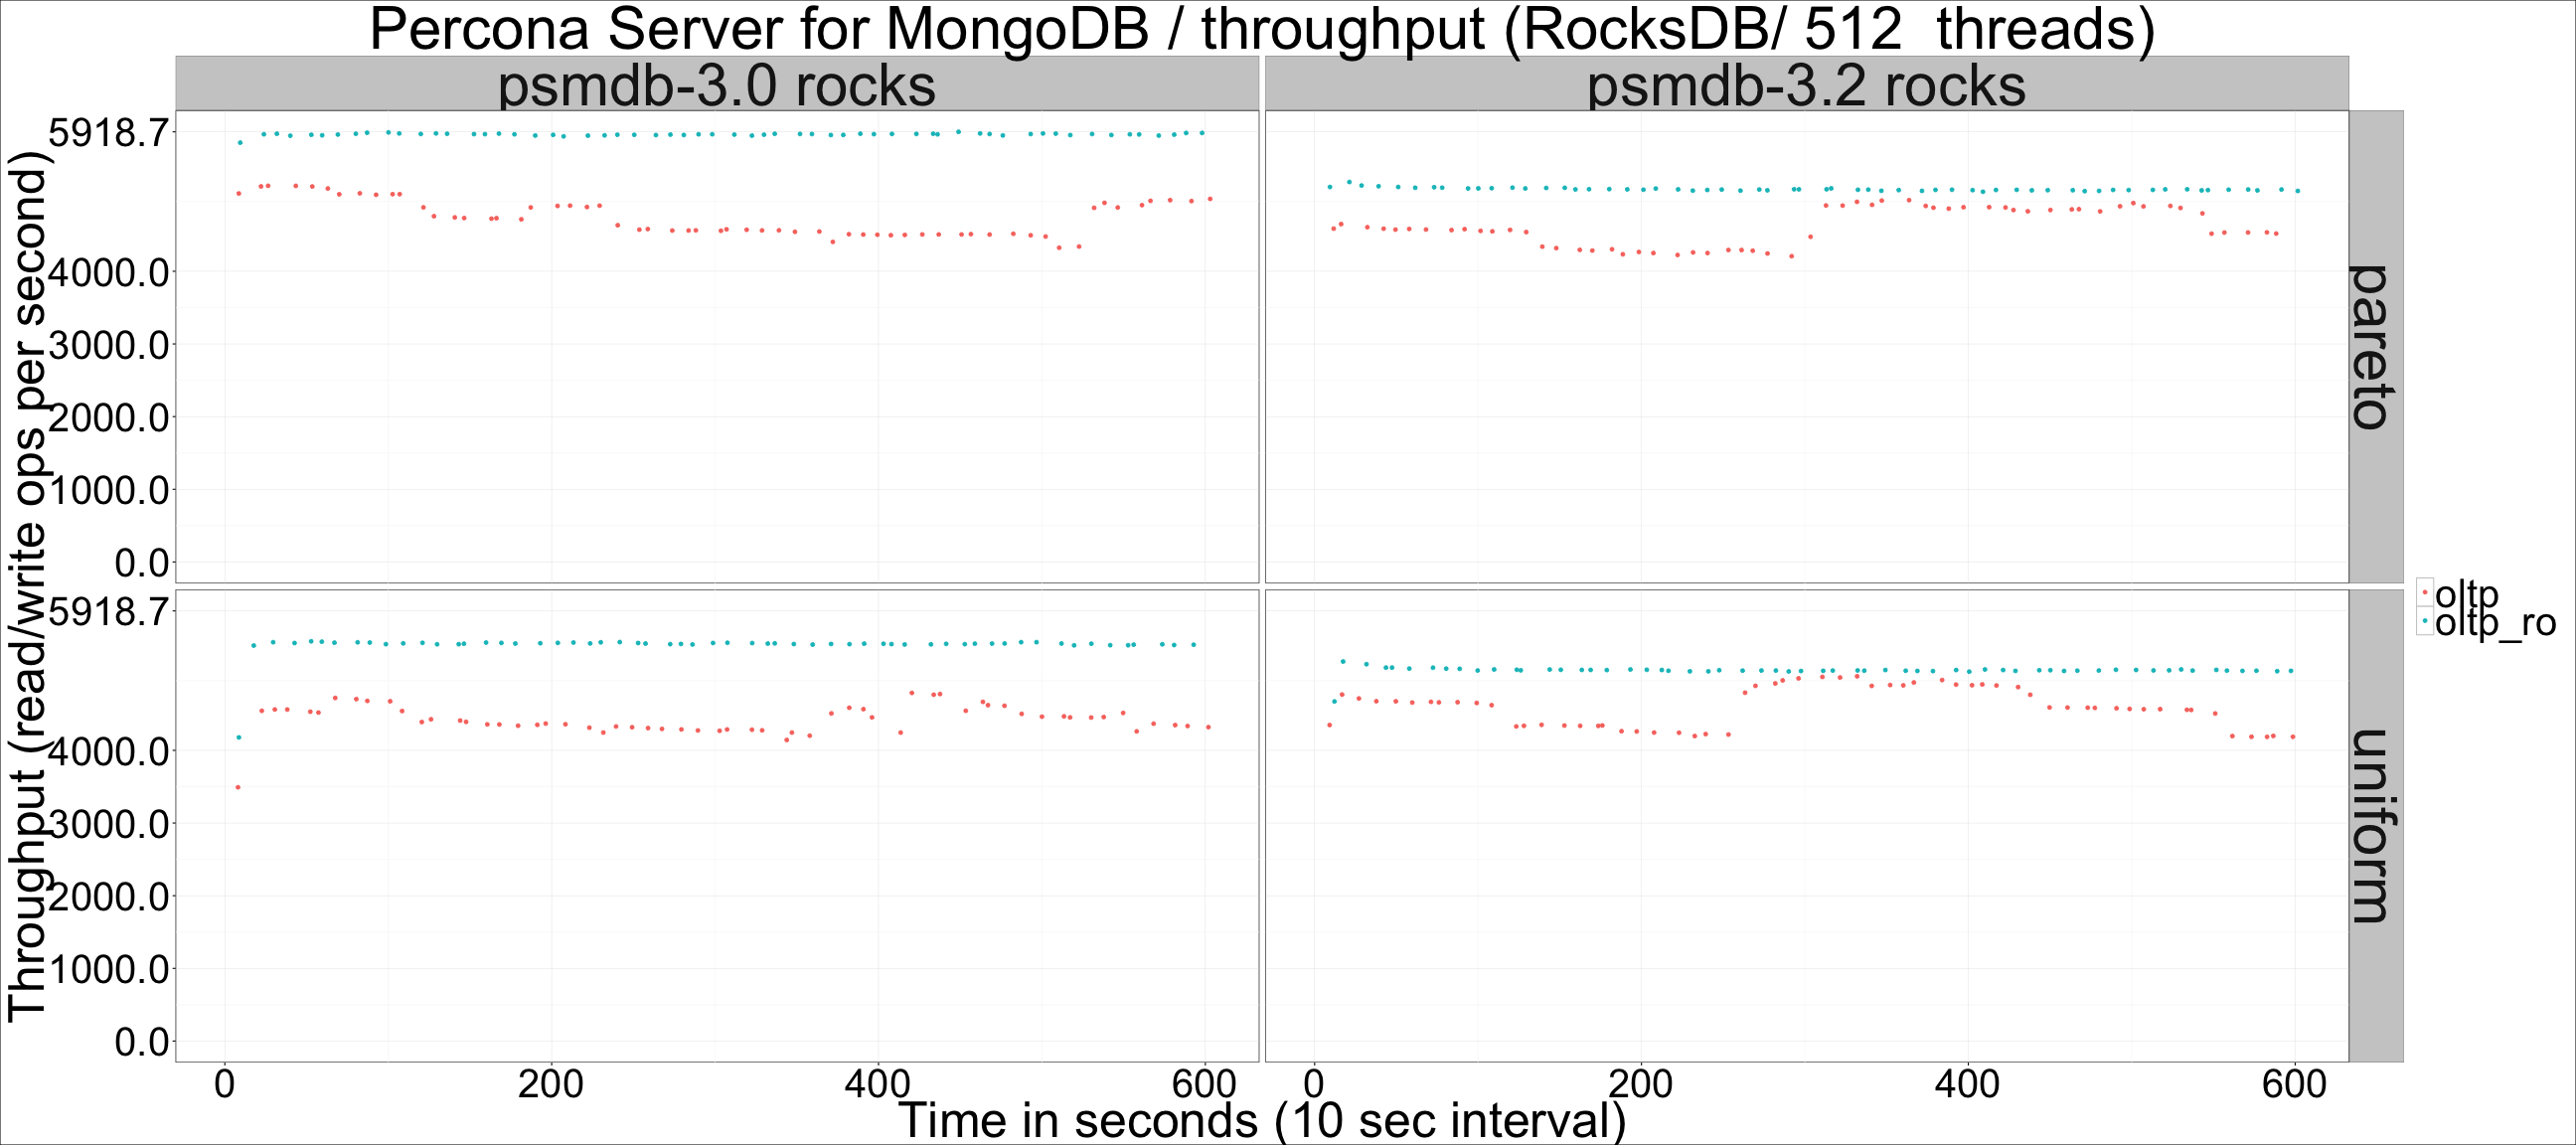 Percona Server for MongoDB / throughput (RocksDB/ 512  threads)
psmdb-3.0 rocks
psmdb-3.2 rocks
Throughput (read/write ops per second)
5918.7
4000.0
3000.0
2000.0
1000.0
0.0
pareto
5918.7
4000.0
3000.0
2000.0
1000.0
0.0
uniform
oltp
oltp_ro
0 200 400 600
0 200 400 600
Time in seconds (10 sec interval)